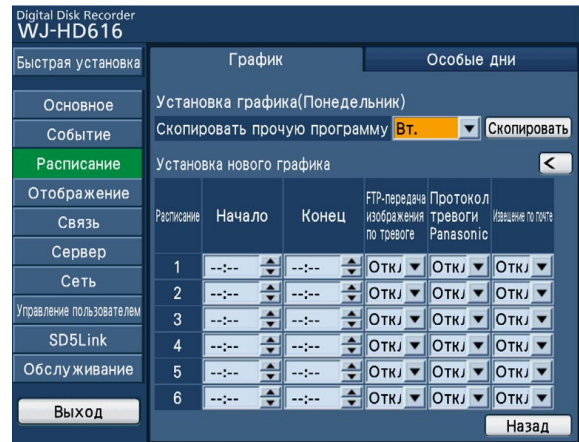 Digital Disk Recorder
WJ-HD616
Быстрая установка
График
Особые дни
Основное
Событие
Расписание
Отображение
Связь
Сервер
Сеть
Управление пользователем
SD5Link
Обслуживание
Выход
Установка графика(Понедельник)
Скопировать прочую программу Вт. Скопировать
Установка нового графика <
Расписание Начало Конец FTP-передача изображения по тревоге Протокол тревоги Panasonic Извещение по почте
1 --:-- --:-- Откл Откл Откл
2 --:-- --:-- Откл Откл Откл
3 --:-- --:-- Откл Откл Откл
4 --:-- --:-- Откл Откл Откл
5 --:-- --:-- Откл Откл Откл
6 --:-- --:-- Откл Откл Откл
Назад